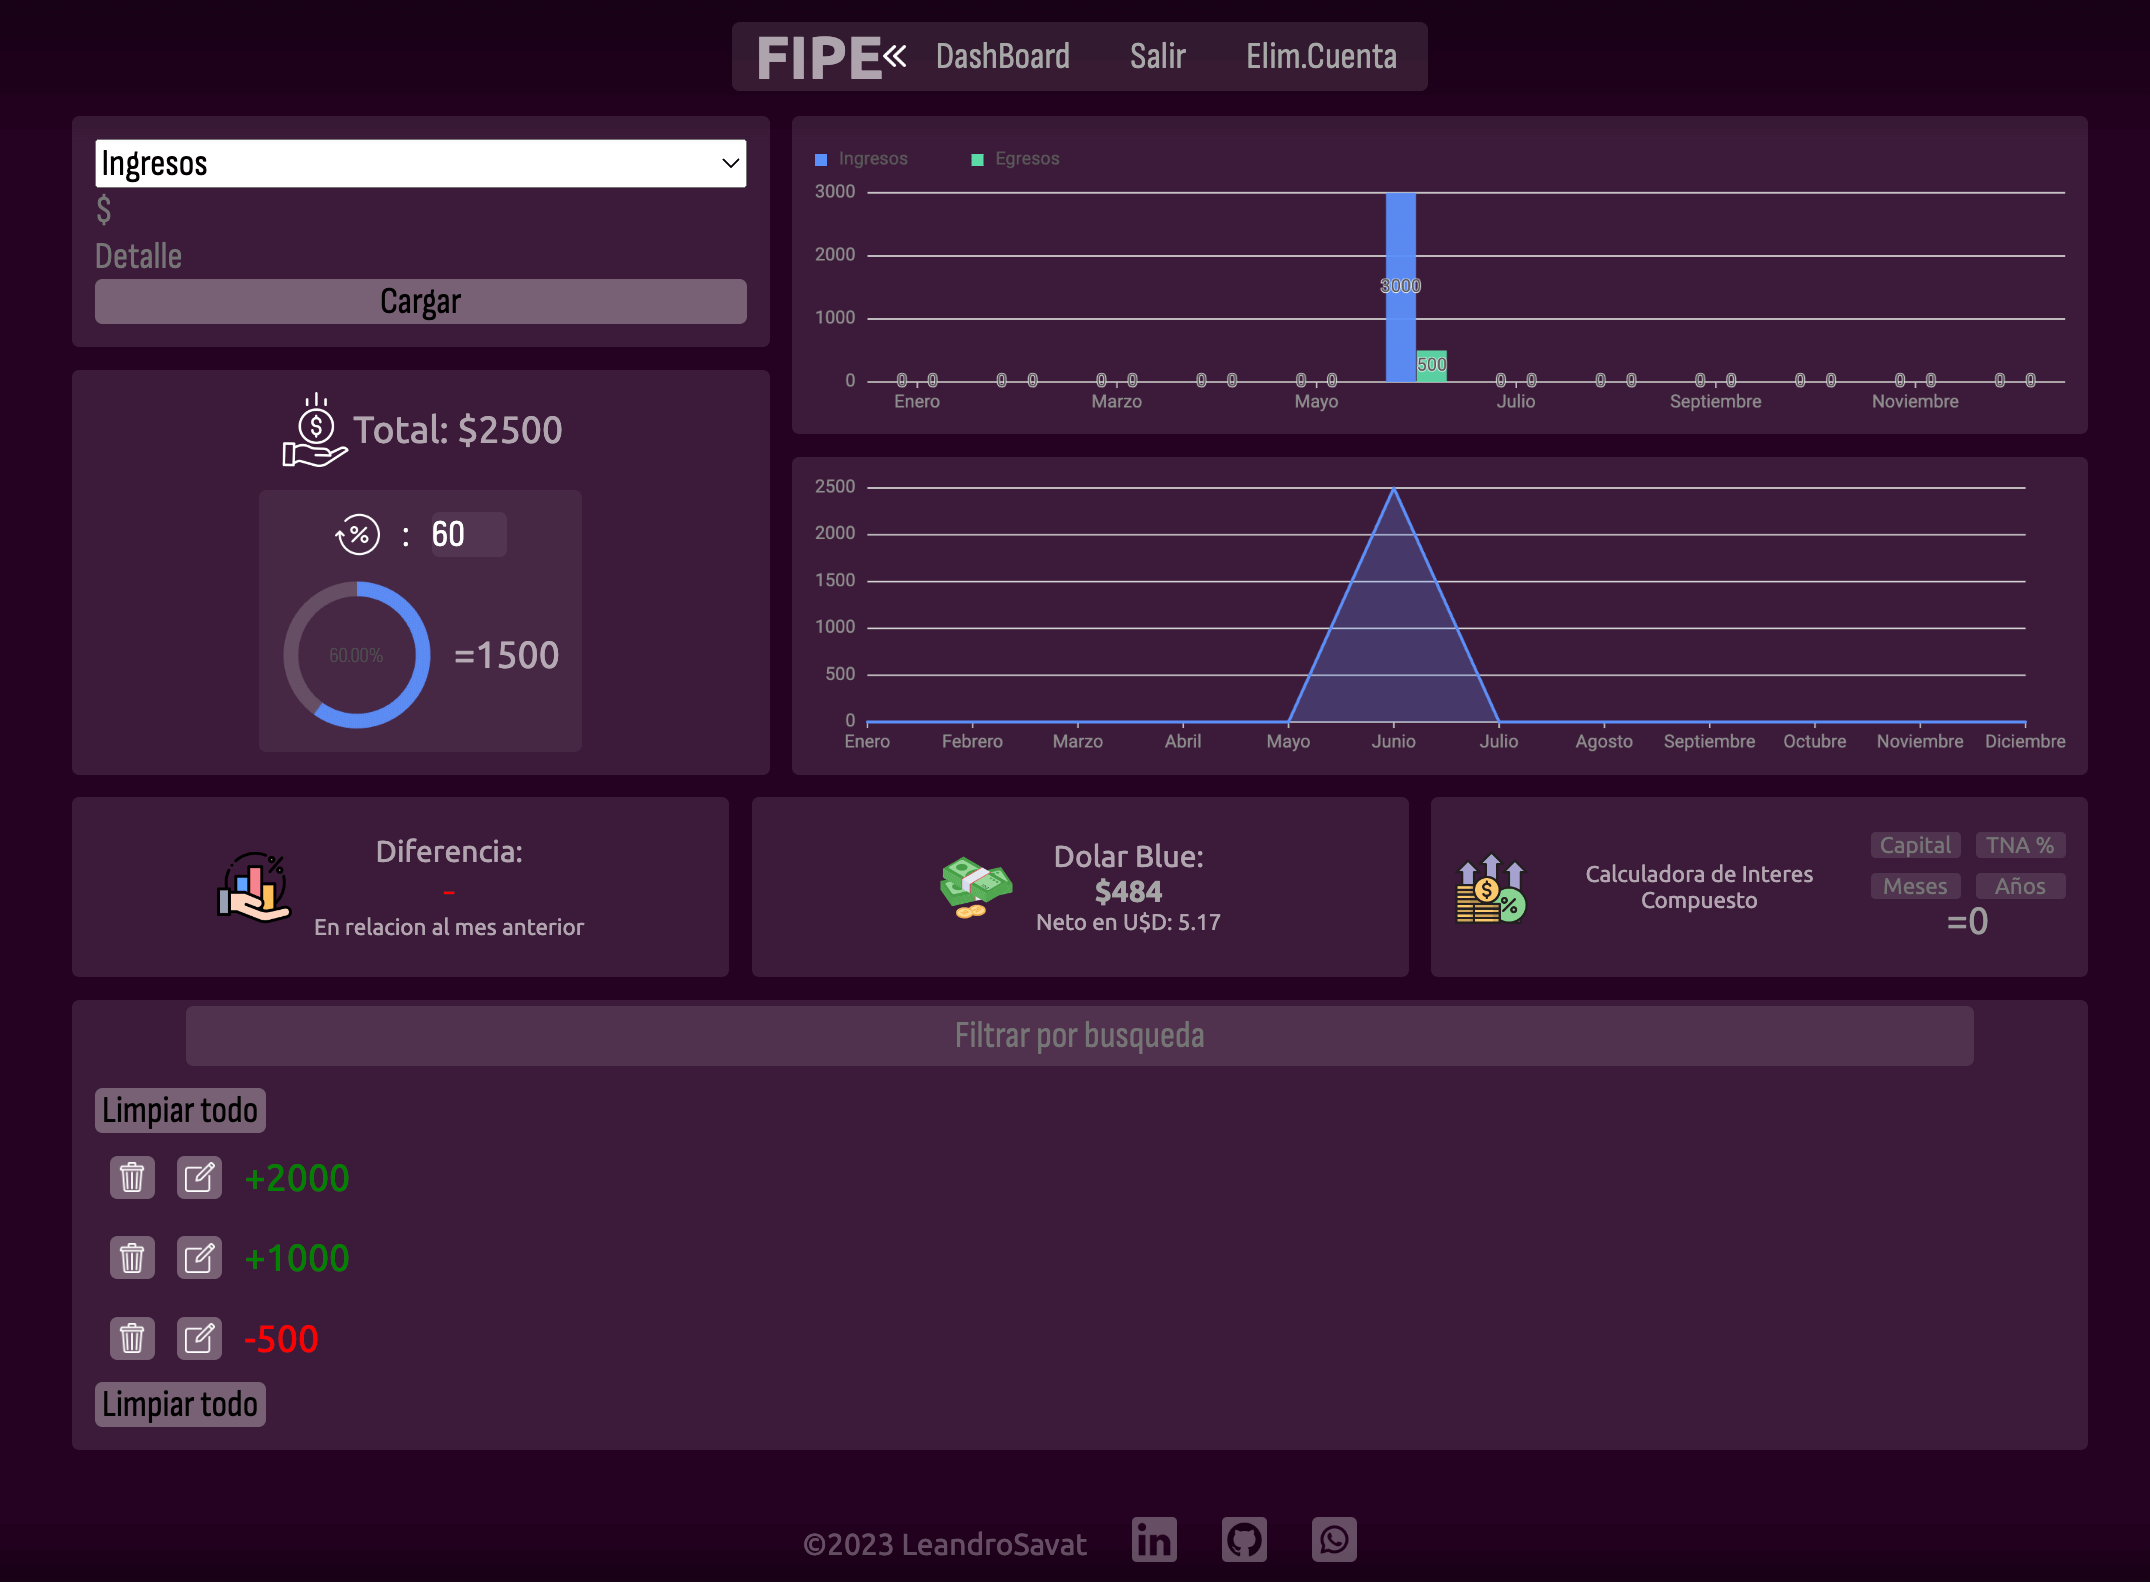 FIPE DashBoard Salir Elim.Cuenta
Ingresos
$
Detalle
Cargar
Ingresos Egresos
3000
2000
1000
0
3000
500
0 0 0 0 0 0 0 0 0 0 0 0 0 0 0 0 0 0 0 0 0 0
Enero Marzo Mayo Julio Septiembre Noviembre
Total: $2500
% : 60
60.00% =1500
2500
2000
1500
1000
500
0
Enero Febrero Marzo Abril Mayo Junio Julio Agosto Septiembre Octubre Noviembre Diciembre
Diferencia:
-
En relacion al mes anterior
Dolar Blue:
$484
Neto en U$D: 5.17
Calculadora de Interes
Compuesto
Capital TNA %
Meses Años
=0
Filtrar por busqueda
Limpiar todo
+2000
+1000
-500
Limpiar todo
©2023 LeandroSavat in